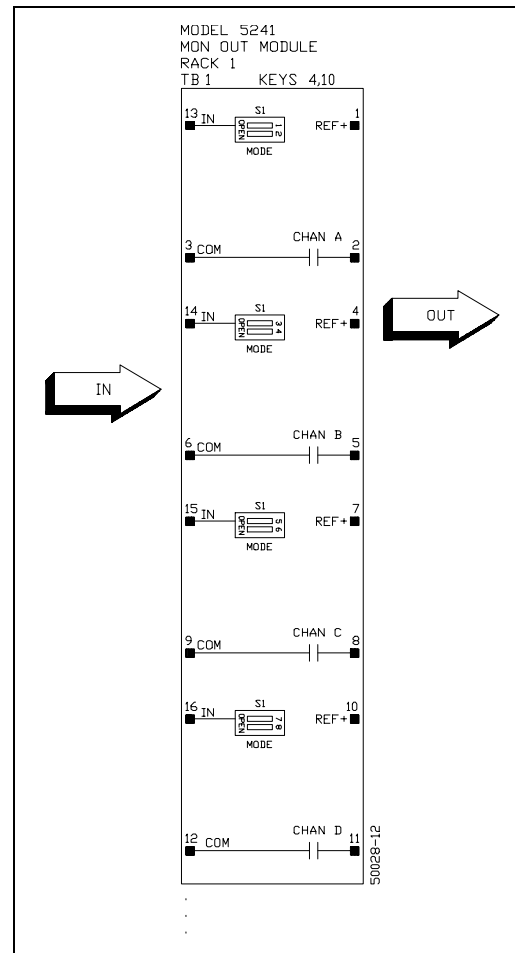 MODEL 5241
MON OUT MODULE
RACK 1
TB1 KEYS 4,10
13 IN S1 OPEN 1 2 REF+ 1
MODE
3 COM CHAN A 2
14 IN S1 OPEN 3 4 REF+ 4
MODE
OUT
IN
6 COM CHAN B 5
15 IN S1 OPEN 5 6 REF+ 7
MODE
9 COM CHAN C 8
16 IN S1 OPEN 7 8 REF+ 10
MODE
12 COM CHAN D 11
50028-12